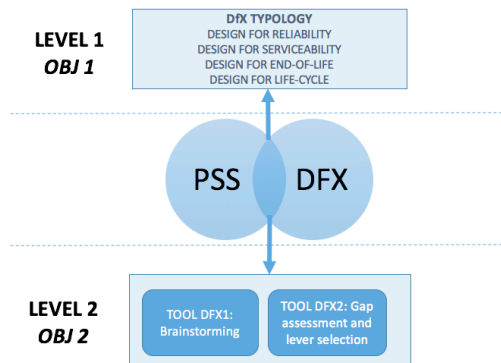 LEVEL 1
OBJ 1
DfX TYPOLOGY
DESIGN FOR RELIABILITY
DESIGN FOR SERVICEABILITY
DESIGN FOR END-OF-LIFE
DESIGN FOR LIFE-CYCLE
PSS
DFX
LEVEL 2
OBJ 2
TOOL DFX1:
Brainstorming
TOOL DFX2: Gap
assessment and
lever selection